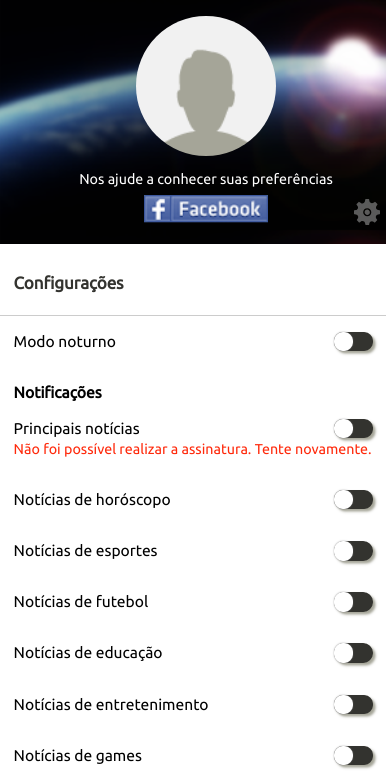 Nos ajude a conhecer suas preferências
f Facebook
Configurações
Modo noturno
Notificações
Principais notícias
Não foi possível realizar a assinatura. Tente novamente.
Notícias de horóscopo
Notícias de esportes
Notícias de futebol
Notícias de educação
Notícias de entretenimento
Notícias de games